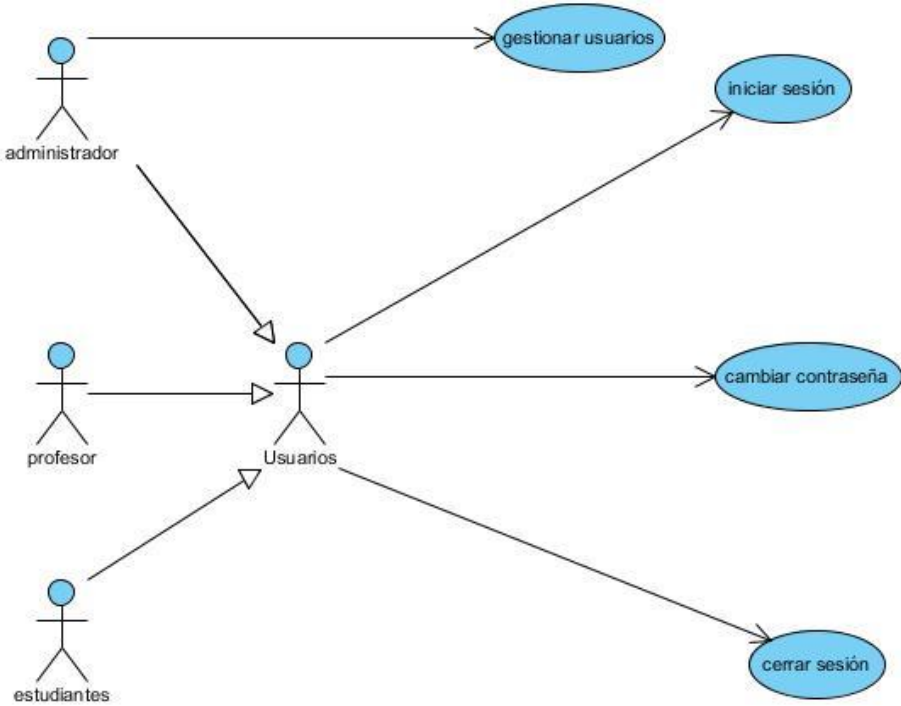 gestionar usuarios
iniciar sesión
administrador
cambiar contraseña
profesor
Usuarios
cerrar sesión
estudiantes